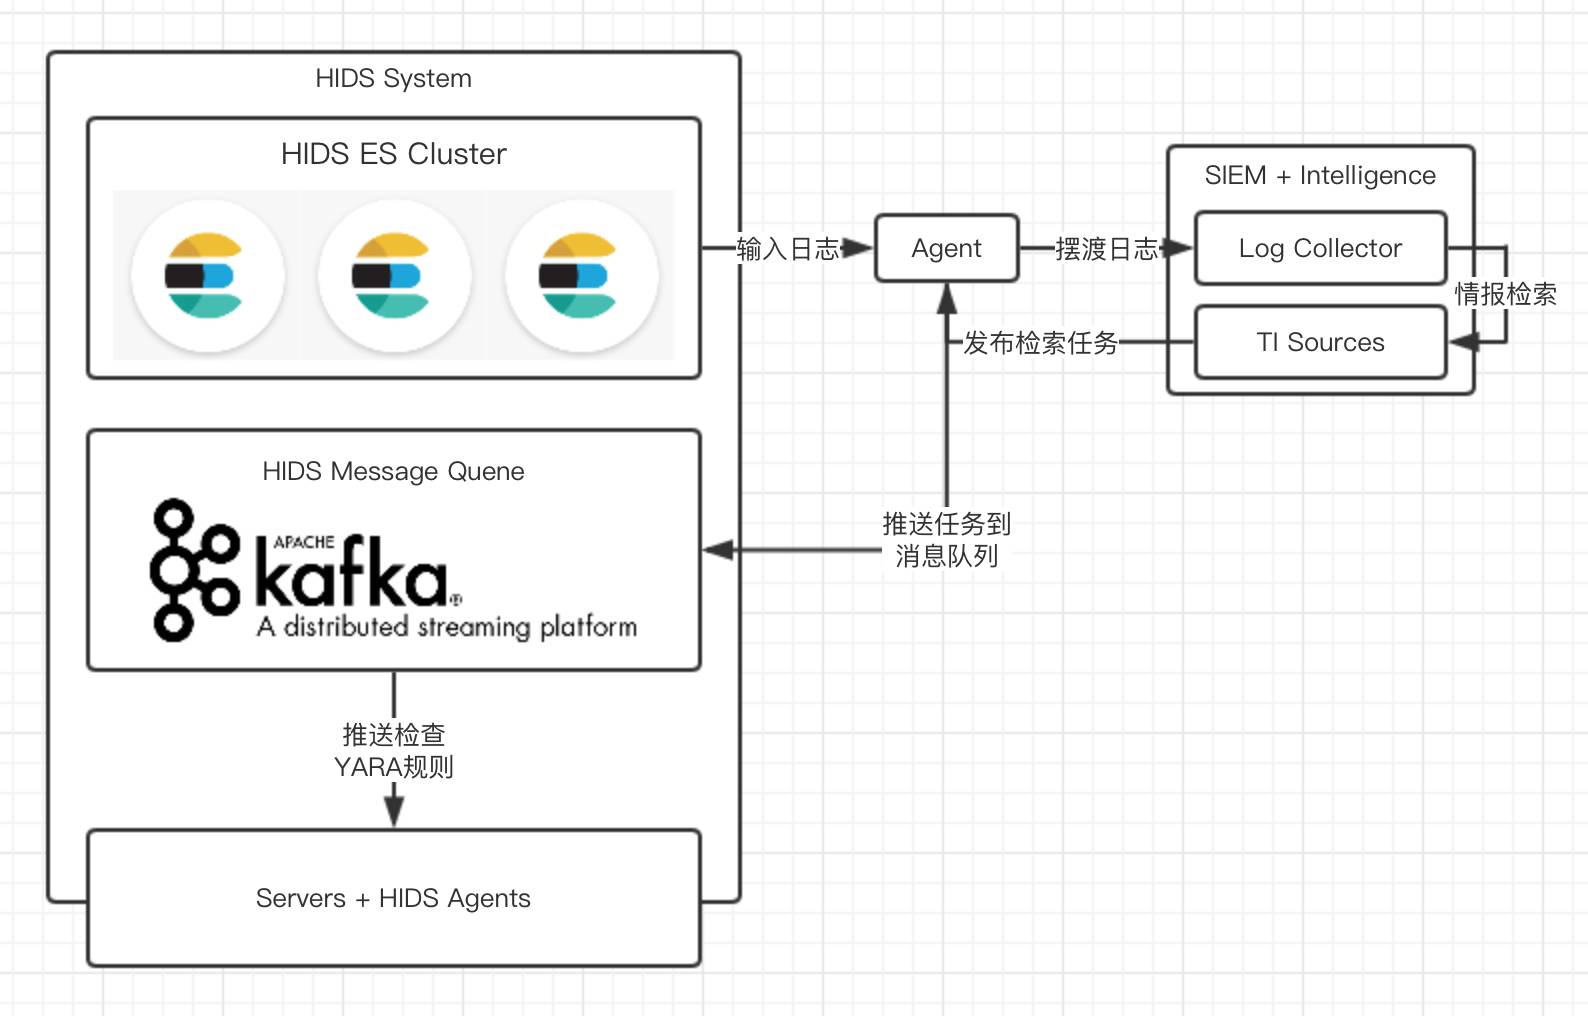 HIDS System
HIDS ES Cluster
SIEM + Intelligence
输入日志
Agent
摆渡日志
Log Collector
情报检索
发布检索任务
TI Sources
HIDS Message Quene
推送任务到
消息队列
APACHE
kafka®
A distributed streaming platform
推送检查
YARA规则
Servers + HIDS Agents